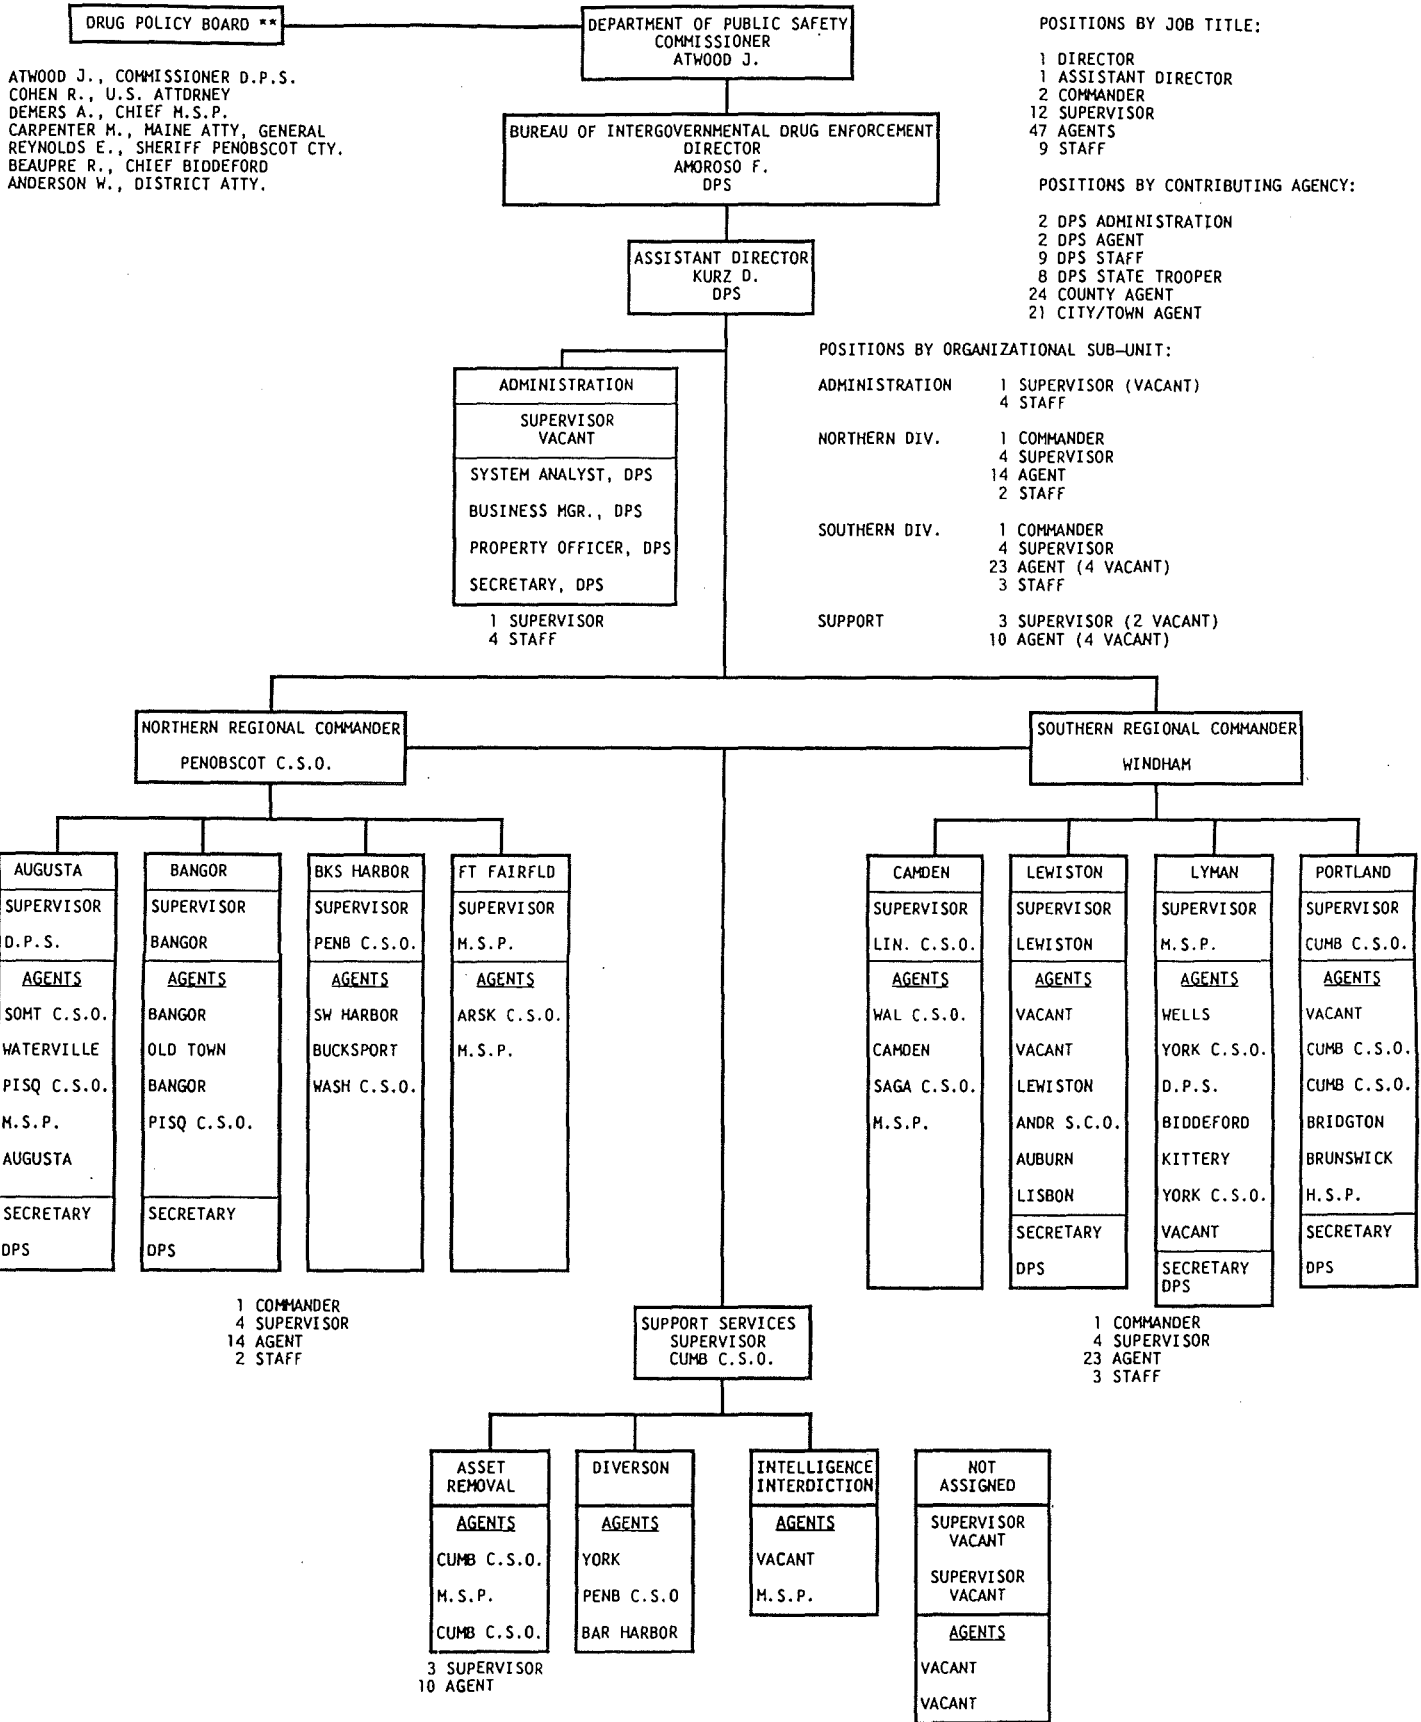 DRUG POLICY BOARD **
ATWOOD J., COMMISSIONER D.P.S.
COHEN R., U.S. ATTORNEY
DEMERS A., CHIEF M.S.P.
CARPENTER M., MAINE ATTY, GENERAL
REYNOLDS E., SHERIFF PENOBSCOT CTY.
BEAUPRE R., CHIEF BIDDEFORD
ANDERSON W., DISTRICT ATTY.
DEPARTMENT OF PUBLIC SAFETY
COMMISSIONER
ATWOOD J.
BUREAU OF INTERGOVERNMENTAL DRUG ENFORCEMENT
DIRECTOR
AMOROSO F.
DPS
ASSISTANT DIRECTOR
KURZ D.
DPS
POSITIONS BY JOB TITLE:
1 DIRECTOR
1 ASSISTANT DIRECTOR
2 COMMANDER
12 SUPERVISOR
47 AGENTS
9 STAFF
POSITIONS BY CONTRIBUTING AGENCY:
2 DPS ADMINISTRATION
2 DPS AGENT
9 DPS STAFF
8 DPS STATE TROOPER
24 COUNTY AGENT
21 CITY/TOWN AGENT
POSITIONS BY ORGANIZATIONAL SUB-UNIT:
ADMINISTRATION 1 SUPERVISOR (VACANT)
4 STAFF
NORTHERN DIV. 1 COMMANDER
4 SUPERVISOR
14 AGENT
2 STAFF
SOUTHERN DIV. 1 COMMANDER
4 SUPERVISOR
23 AGENT (4 VACANT)
3 STAFF
SUPPORT 3 SUPERVISOR (2 VACANT)
10 AGENT (4 VACANT)
ADMINISTRATION
SUPERVISOR
VACANT
SYSTEM ANALYST, DPS
BUSINESS MGR., DPS
PROPERTY OFFICER, DPS
SECRETARY, DPS
1 SUPERVISOR
4 STAFF
NORTHERN REGIONAL COMMANDER
PENOBSCOT C.S.O.
SOUTHERN REGIONAL COMMANDER
WINDHAM
AUGUSTA
SUPERVISOR
D.P.S.
AGENTS
SOMT C.S.O.
WATERVILLE
PISQ C.S.O.
M.S.P.
AUGUSTA
SECRETARY
DPS
BANGOR
SUPERVISOR
BANGOR
AGENTS
BANGOR
OLD TOWN
BANGOR
PISQ C.S.O.
SECRETARY
DPS
BKS HARBOR
SUPERVISOR
PENB C.S.O.
AGENTS
SW HARBOR
BUCKSPORT
WASH C.S.O.
FT FAIRFLD
SUPERVISOR
M.S.P.
AGENTS
ARSK C.S.O.
M.S.P.
1 COMMANDER
4 SUPERVISOR
14 AGENT
2 STAFF
CAMDEN
SUPERVISOR
LIN. C.S.O.
AGENTS
WAL C.S.O.
CAMDEN
SAGA C.S.O.
M.S.P.
LEWISTON
SUPERVISOR
LEWISTON
AGENTS
VACANT
VACANT
LEWISTON
ANDR S.C.O.
AUBURN
LISBON
SECRETARY
DPS
LYMAN
SUPERVISOR
M.S.P.
AGENTS
WELLS
YORK C.S.O.
D.P.S.
BIDDEFORD
KITTERY
YORK C.S.O.
VACANT
SECRETARY
DPS
PORTLAND
SUPERVISOR
CUMB C.S.O.
AGENTS
VACANT
CUMB C.S.O.
CUMB C.S.O.
BRIDGTON
BRUNSWICK
H.S.P.
SECRETARY
DPS
1 COMMANDER
4 SUPERVISOR
23 AGENT
3 STAFF
SUPPORT SERVICES
SUPERVISOR
CUMB C.S.O.
ASSET
REMOVAL
AGENTS
CUMB C.S.O.
M.S.P.
CUMB C.S.O.
3 SUPERVISOR
10 AGENT
DIVERSON
AGENTS
YORK
PENB C.S.O
BAR HARBOR
INTELLIGENCE
INTERDICTION
AGENTS
VACANT
M.S.P.
NOT
ASSIGNED
SUPERVISOR
VACANT
SUPERVISOR
VACANT
AGENTS
VACANT
VACANT